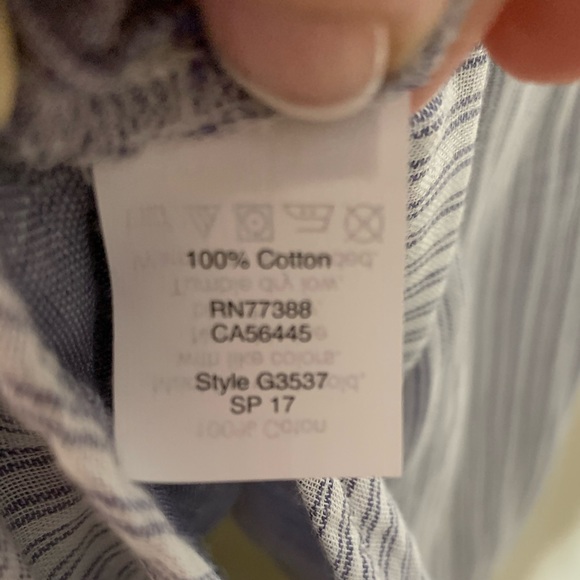 100% Cotton
RN77388
CA56445
Style G3537
SP 17